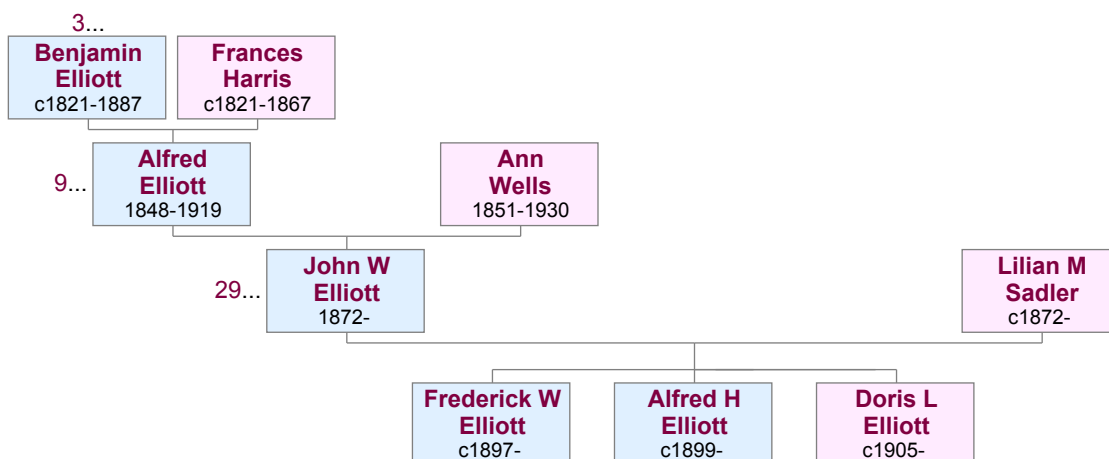 3...
Benjamin
Elliott
c1821-1887
Frances
Harris
c1821-1867
9...
Alfred
Elliott
1848-1919
Ann
Wells
1851-1930
29...
John W
Elliott
1872-
Lilian M
Sadler
c1872-
Frederick W
Elliott
c1897-
Alfred H
Elliott
c1899-
Doris L
Elliott
c1905-